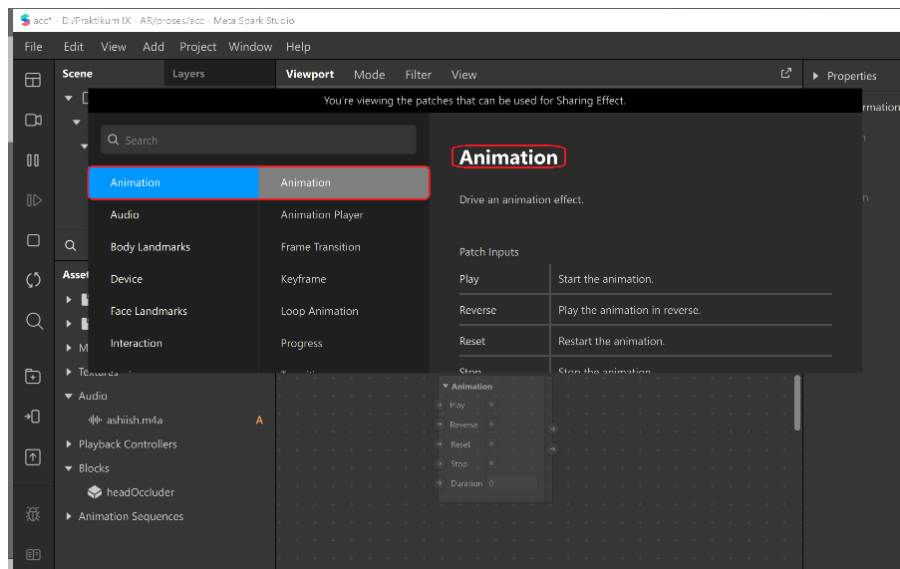 acc* - D:/Praktikum IX - AR/proses/acc - Meta Spark Studio
File Edit View Add Project Window Help
Scene Layers
Viewport Mode Filter View
Properties
You're viewing the patches that can be used for Sharing Effect.
Search
Animation
Audio
Body Landmarks
Device
Face Landmarks
Interaction
Animation
Animation Player
Frame Transition
Keyframe
Loop Animation
Progress
Animation
Drive an animation effect.
Patch Inputs
Play Start the animation.
Reverse Play the animation in reverse.
Reset Restart the animation.
Stop Stop the animation.
Audio
ashiish.m4a A
Playback Controllers
Blocks
headOccluder
Animation Sequences
Animation
Play
Reverse
Reset
Stop
Duration 0